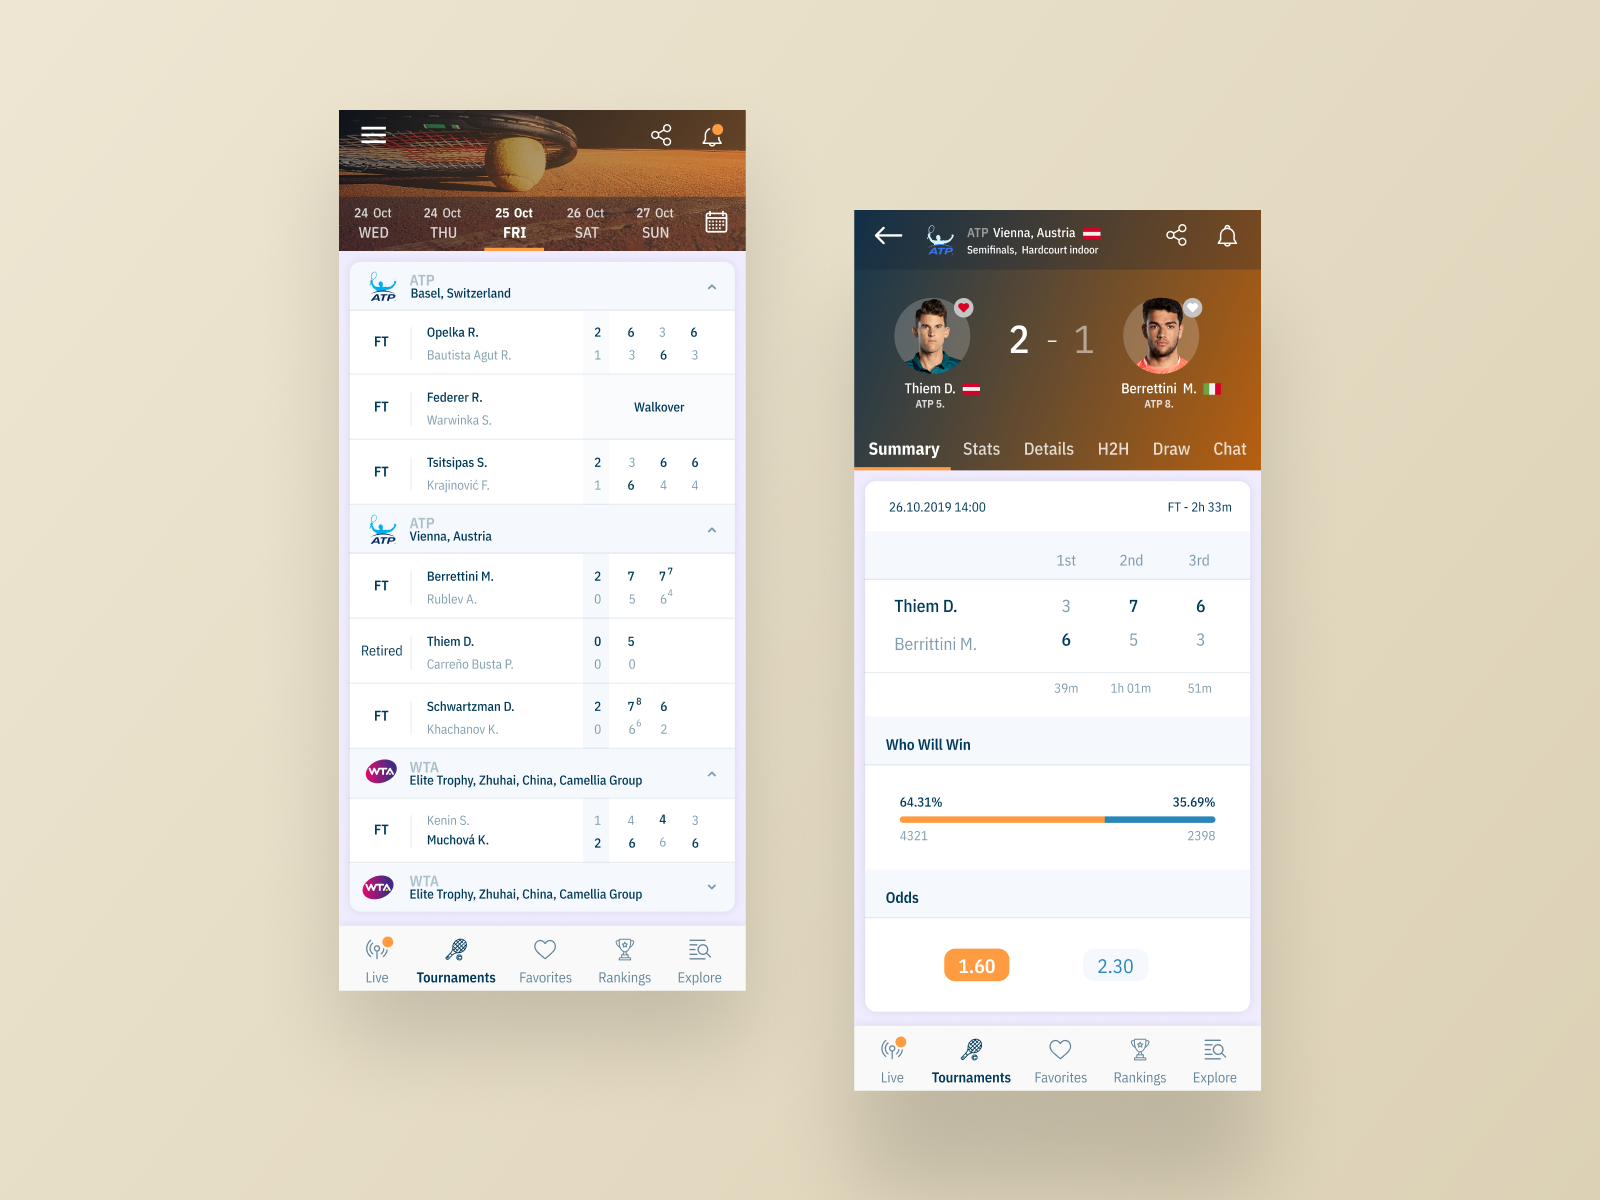 24 Oct 24 Oct 25 Oct 26 Oct 27 Oct
WED THU FRI SAT SUN
ATP ATP
Basel, Switzerland
FT Opelka R. 2 6 3 6
Bautista Agut R. 1 3 6 3
FT Federer R. Walkover
Warwinka S.
FT Tsitsipas S. 2 3 6 6
Krajinović F. 1 6 4 4
ATP ATP
Vienna, Austria
FT Berrettini M. 2 7 7 7
Rublev A. 0 5 6 4
Retired Thiem D. 0 5
Carreño Busta P. 0 0
FT Schwartzman D. 2 7 8 6
Khachanov K. 0 6 6 2
WTA WTA
Elite Trophy, Zhuhai, China, Camellia Group
FT Kenin S. 1 4 4 3
Muchová K. 2 6 6 6
WTA WTA
Elite Trophy, Zhuhai, China, Camellia Group
Live Tournaments Favorites Rankings Explore
ATP ATP Vienna, Austria
Semifinals, Hardcourt indoor
2 - 1
Thiem D. Berrettini M.
ATP 5. ATP 8.
Summary Stats Details H2H Draw Chat
26.10.2019 14:00 FT - 2h 33m
1st 2nd 3rd
Thiem D. 3 7 6
Berrittini M. 6 5 3
39m 1h 01m 51m
Who Will Win
64.31% 35.69%
4321 2398
Odds
1.60 2.30
Live Tournaments Favorites Rankings Explore